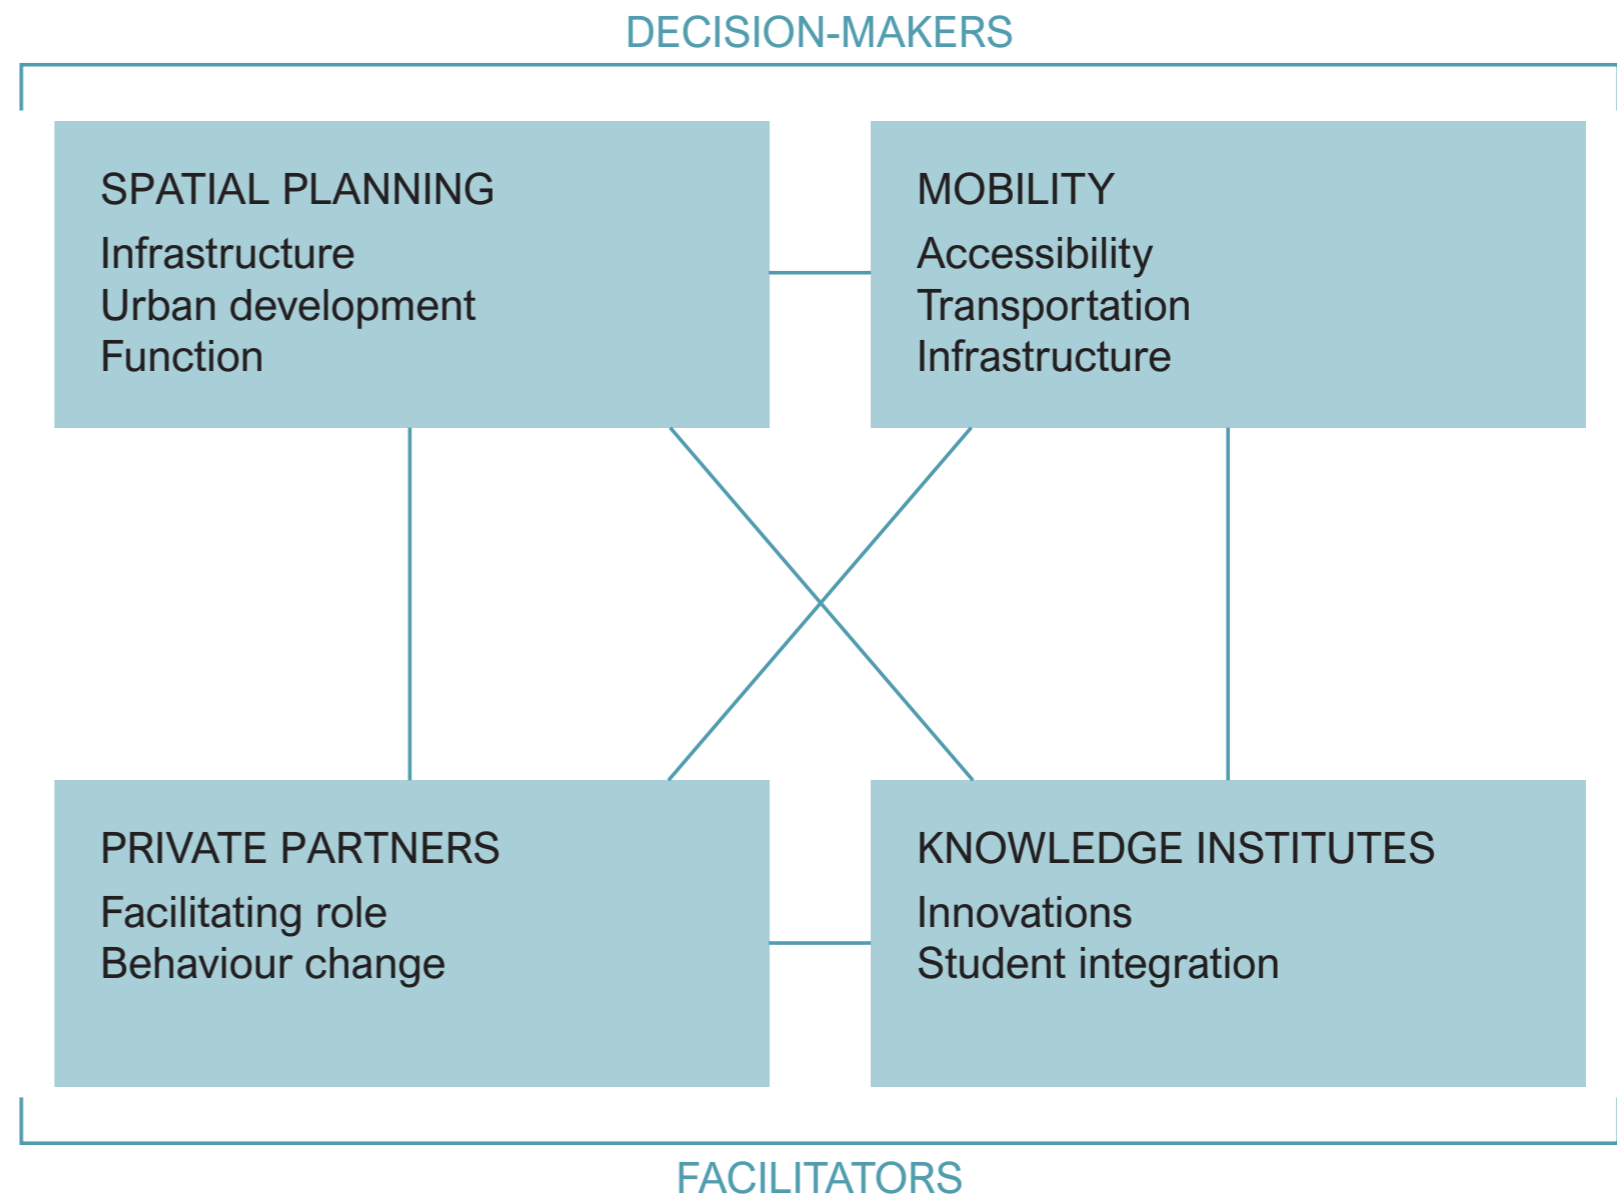 DECISION-MAKERS
SPATIAL PLANNING
Infrastructure
Urban development
Function
MOBILITY
Accessibility
Transportation
Infrastructure
PRIVATE PARTNERS
Facilitating role
Behaviour change
KNOWLEDGE INSTITUTES
Innovations
Student integration
FACILITATORS